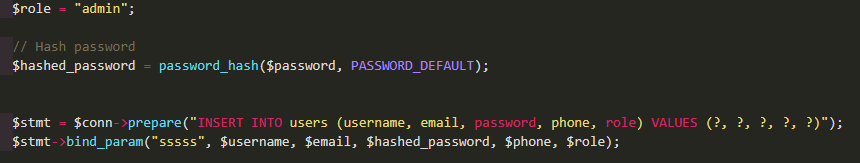 $role = "admin";
// Hash password
$hashed_password = password_hash($password, PASSWORD_DEFAULT);
$stmt = $conn->prepare("INSERT INTO users (username, email, password, phone, role) VALUES (?, ?, ?, ?, ?)");
$stmt->bind_param("sssss", $username, $email, $hashed_password, $phone, $role);